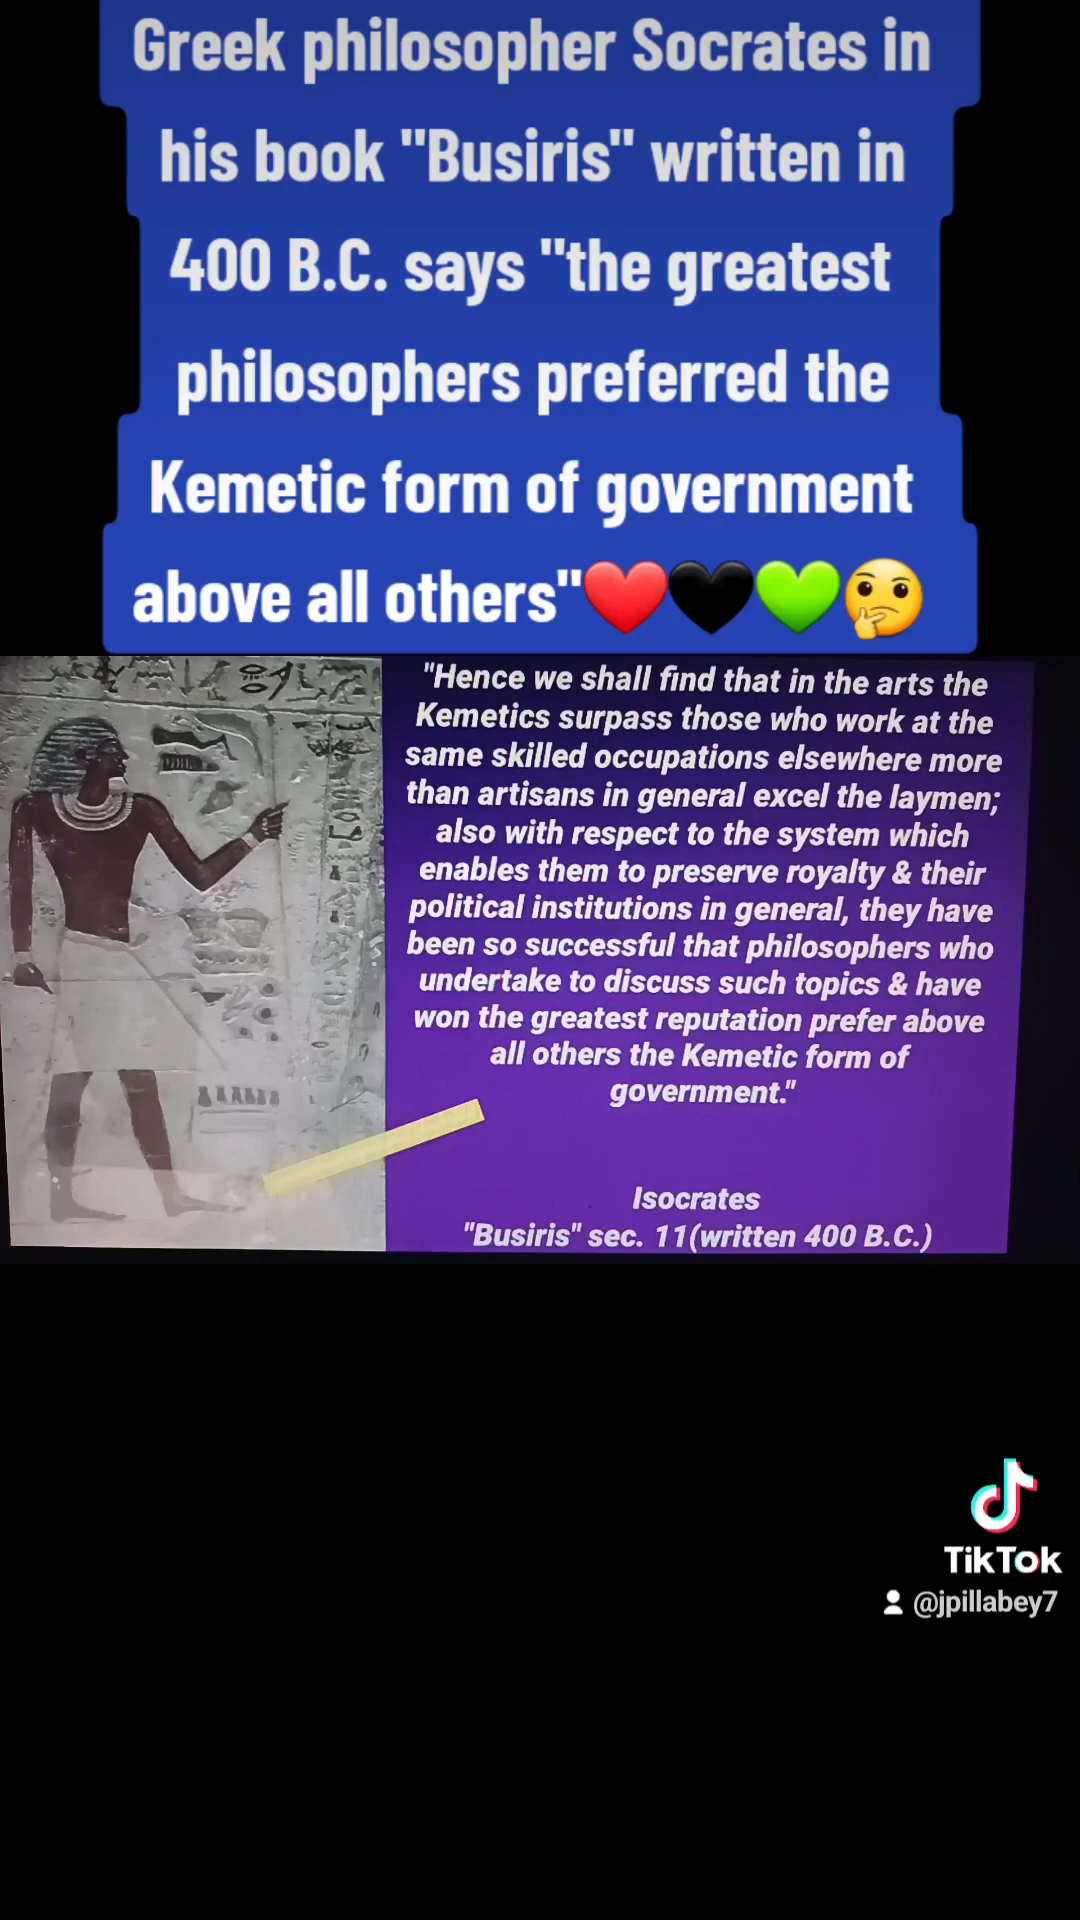 Greek philosopher Socrates in
his book "Busiris" written in
400 B.C. says "the greatest
philosophers preferred the
Kemetic form of government
above all others"❤️🖤💚🤔
"Hence we shall find that in the arts the
Kemetics surpass those who work at the
same skilled occupations elsewhere more
than artisans in general excel the laymen;
also with respect to the system which
enables them to preserve royalty & their
political institutions in general, they have
been so successful that philosophers who
undertake to discuss such topics & have
won the greatest reputation prefer above
all others the Kemetic form of
government."
Isocrates
"Busiris" sec. 11(written 400 B.C.)
TikTok
@jpillabey7